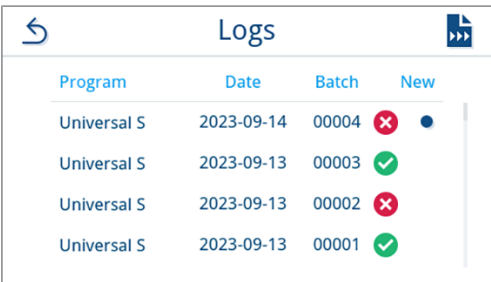 Logs
Program Date Batch New
Universal S 2023-09-14 00004
Universal S 2023-09-13 00003
Universal S 2023-09-13 00002
Universal S 2023-09-13 00001